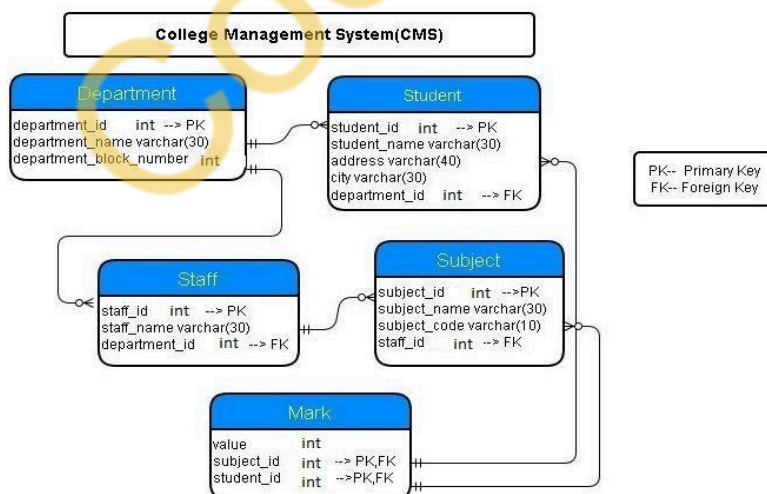 College Management System(CMS)
Department
department_id int --> PK
department_name varchar(30)
department_block_number int
Student
student_id int --> PK
student_name varchar(30)
address varchar(40)
city varchar(30)
department_id int --> FK
PK-- Primary Key
FK-- Foreign Key
Staff
staff_id int --> PK
staff_name varchar(30)
department_id int --> FK
Subject
subject_id int -->PK
subject_name varchar(30)
subject_code varchar(10)
staff_id int --> FK
Mark
value int
subject_id int --> PK,FK
student_id int -->PK,FK